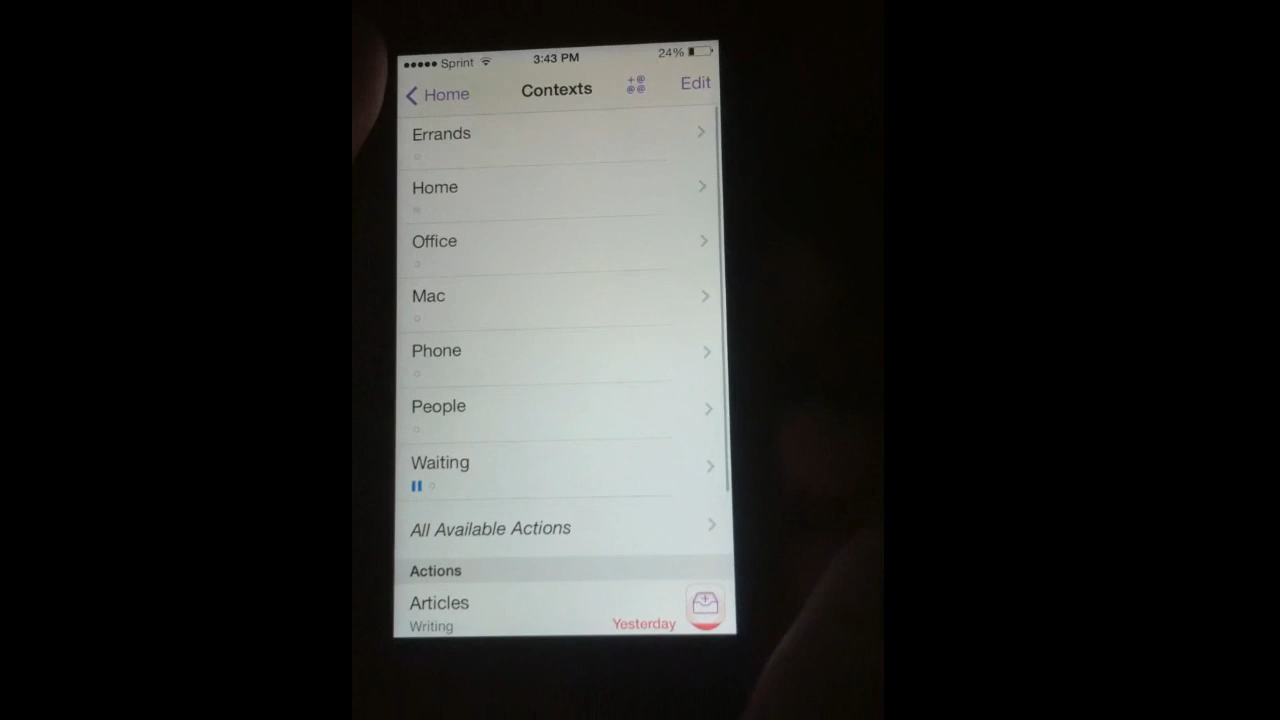 Sprint 3:43 PM 24%
Home Contexts +@ Edit
@@
Errands
Home
Office
Mac
Phone
People
Waiting
All Available Actions
Actions
Articles
Writing Yesterday